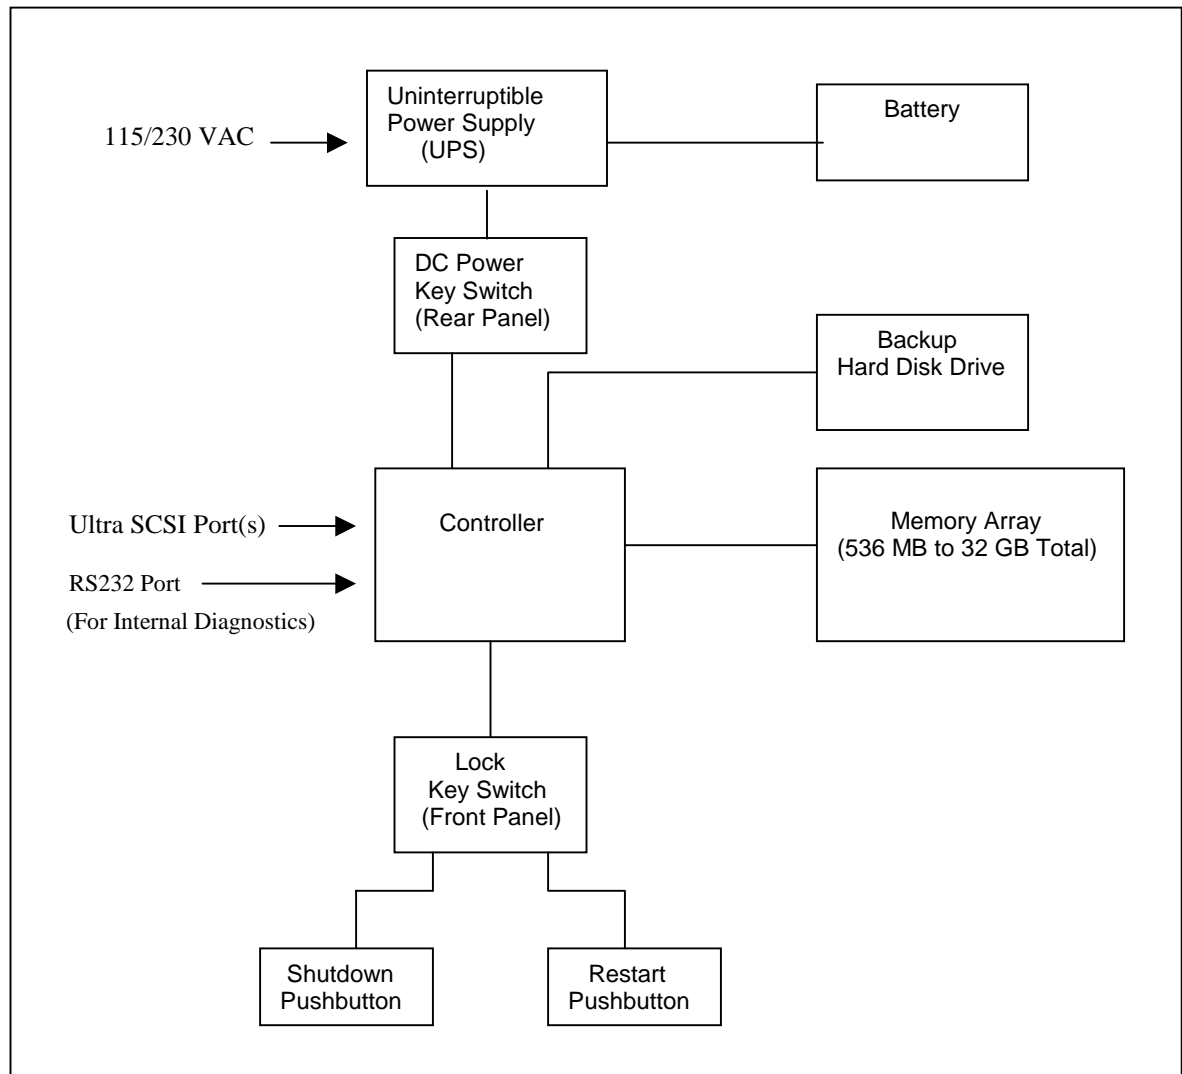 Uninterruptible
Power Supply
(UPS)
Battery
115/230 VAC
DC Power
Key Switch
(Rear Panel)
Backup
Hard Disk Drive
Ultra SCSI Port(s)
Controller
Memory Array
(536 MB to 32 GB Total)
RS232 Port
(For Internal Diagnostics)
Lock
Key Switch
(Front Panel)
Shutdown
Pushbutton
Restart
Pushbutton